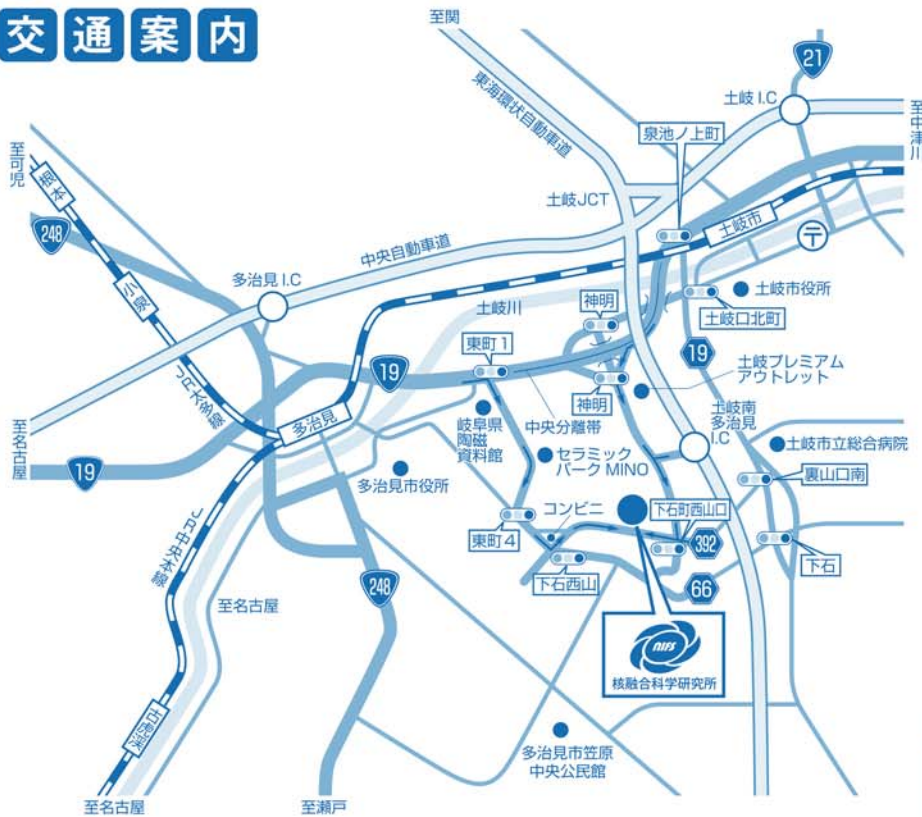 交通案内
至関
21
東海環状自動車道
土岐 I.C
至中津川
泉池ノ上町
至可児
根本
土岐JCT
土岐市
248
中央自動車道
〒
小泉
多治見 I.C
土岐川
神明
土岐市役所
土岐口北町
東町 1
19
19
土岐プレミアム
アウトレット
JR太多線
神明
中央分離帯
至名古屋
多治見
岐阜県
陶磁
資料館
土岐南
多治見
I.C
土岐市立総合病院
19
セラミック
パーク MINO
多治見市役所
裏山口南
コンビニ
下石町西山口
東町 4
392
下石
JR中央本線
下石西山
248
66
至名古屋
NIFS
核融合科学研究所
古虎渓
多治見市笠原
中央公民館
至名古屋
至瀬戸